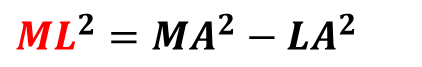 ML² = MA² − LA²